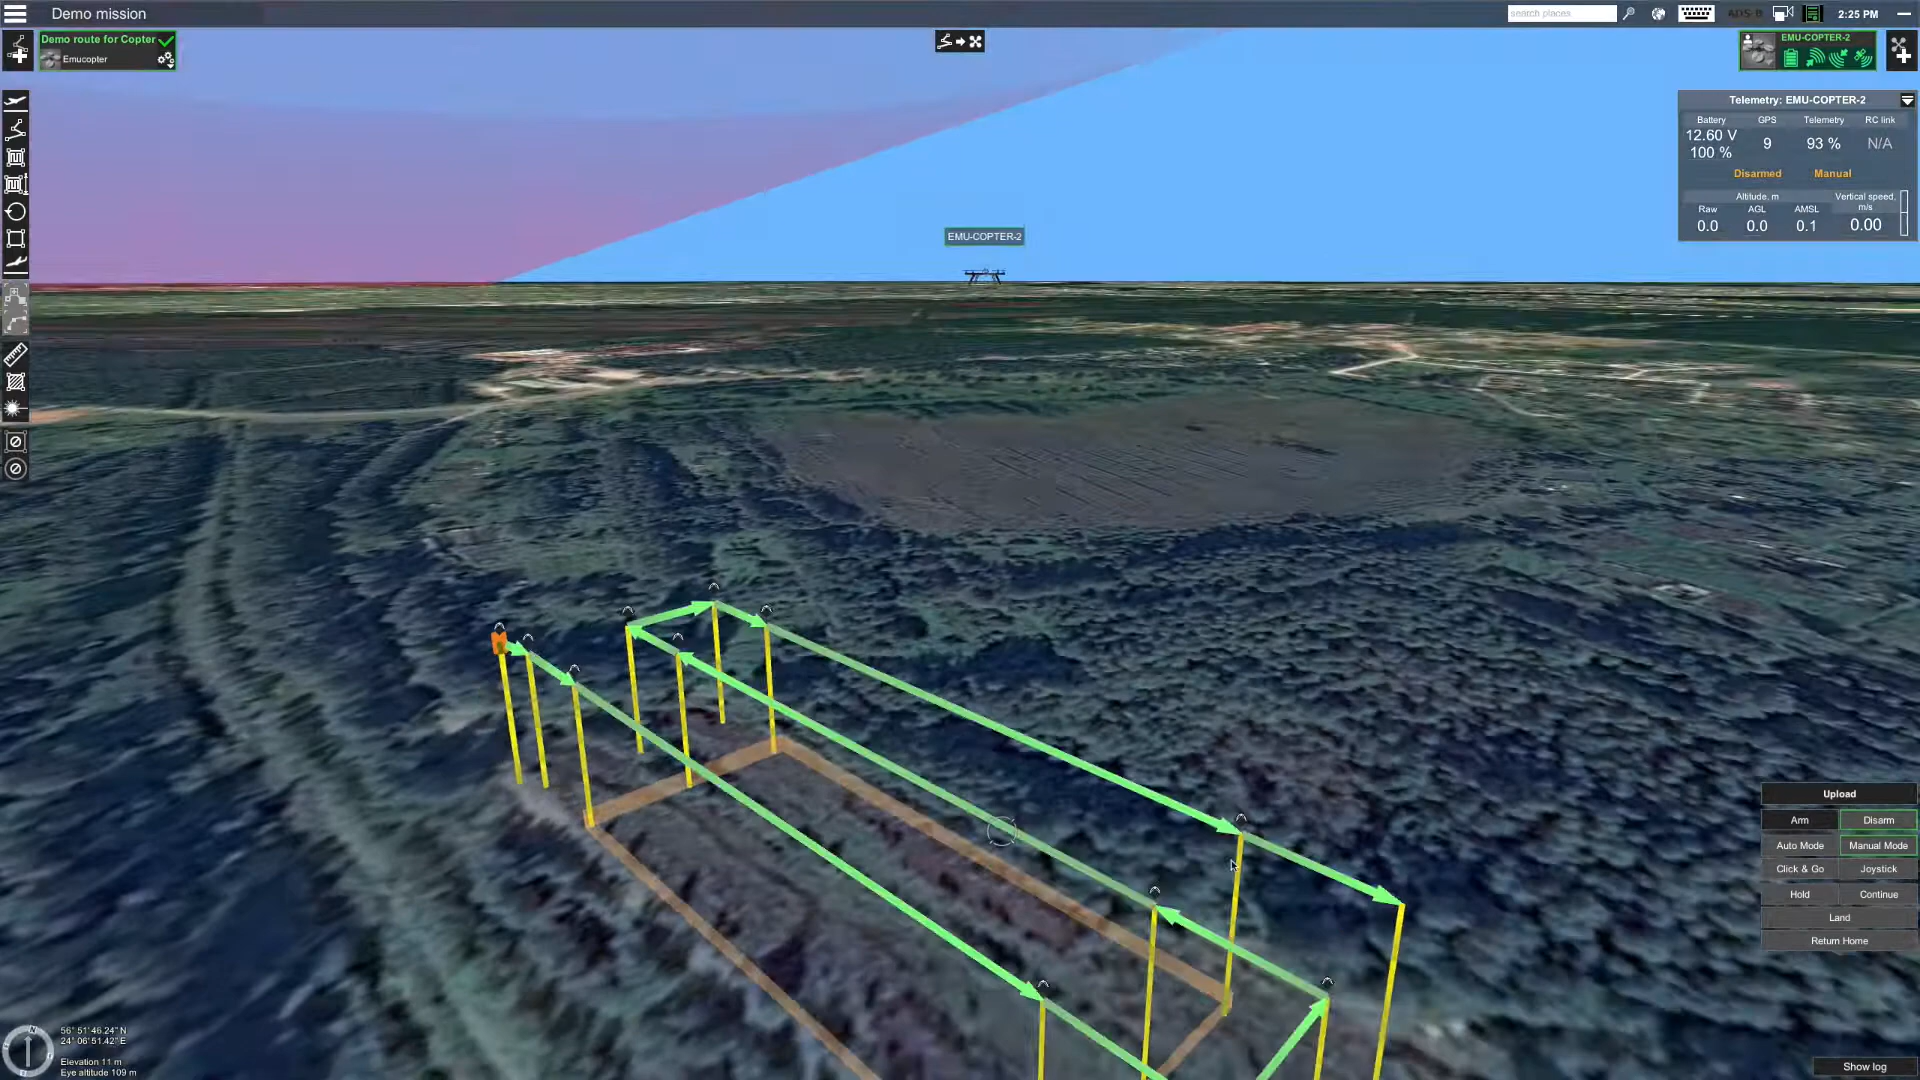 Demo mission
search places
ADS-B
2:25 PM
Demo route for Copter
Emucopter
EMU-COPTER-2
Telemetry: EMU-COPTER-2
Battery GPS Telemetry RC link
12.60 V
100 %
9
93 %
N/A
Disarmed Manual
Altitude, m
Vertical speed, m/s
Raw AGL AMSL
0.0 0.0 0.1 0.00
EMU-COPTER-2
Upload
Arm Disarm
Auto Mode Manual Mode
Click & Go Joystick
Hold Continue
Land
Return Home
N
56° 51' 46.24" N
24° 06' 51.42" E
Elevation 11 m
Eye altitude 109 m
Show log